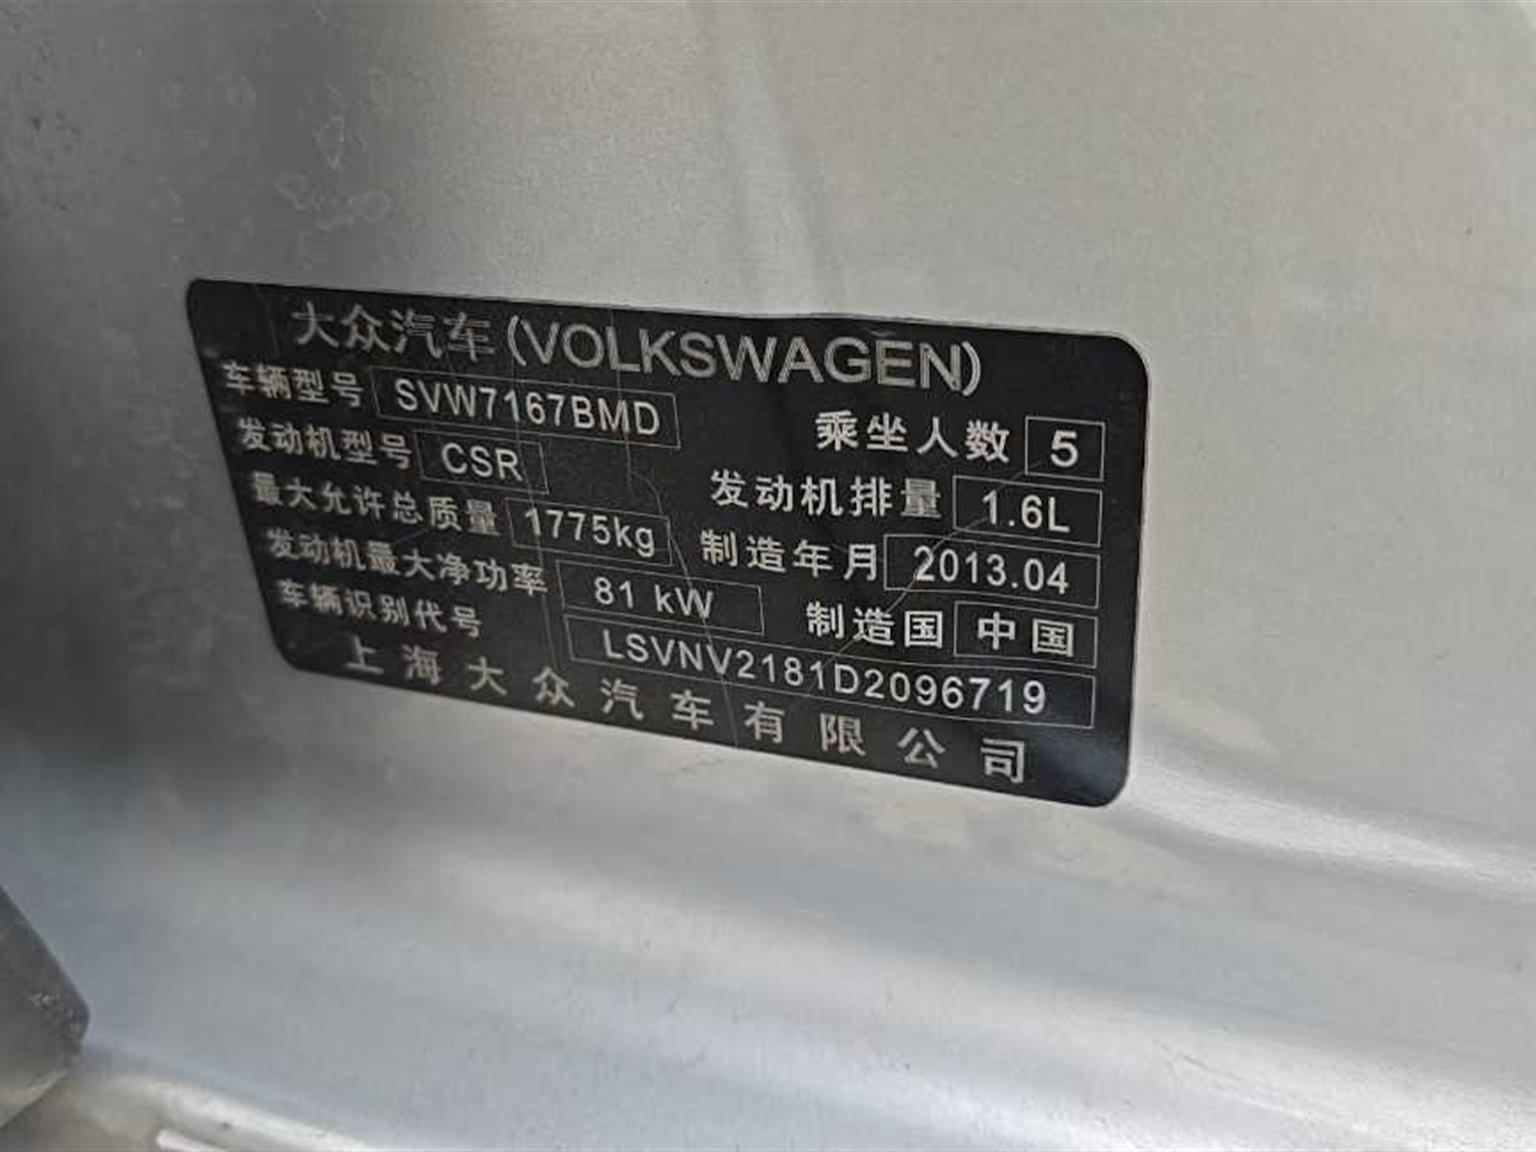 大众汽车(VOLKSWAGEN)
车辆型号 SVW7167BMD 乘坐人数 5
发动机型号 CSR 发动机排量 1.6L
最大允许总质量 1775kg 制造年月 2013.04
发动机最大净功率 81 kW 制造国 中国
车辆识别代号 LSVNV2181D2096719
上海大众汽车有限公司